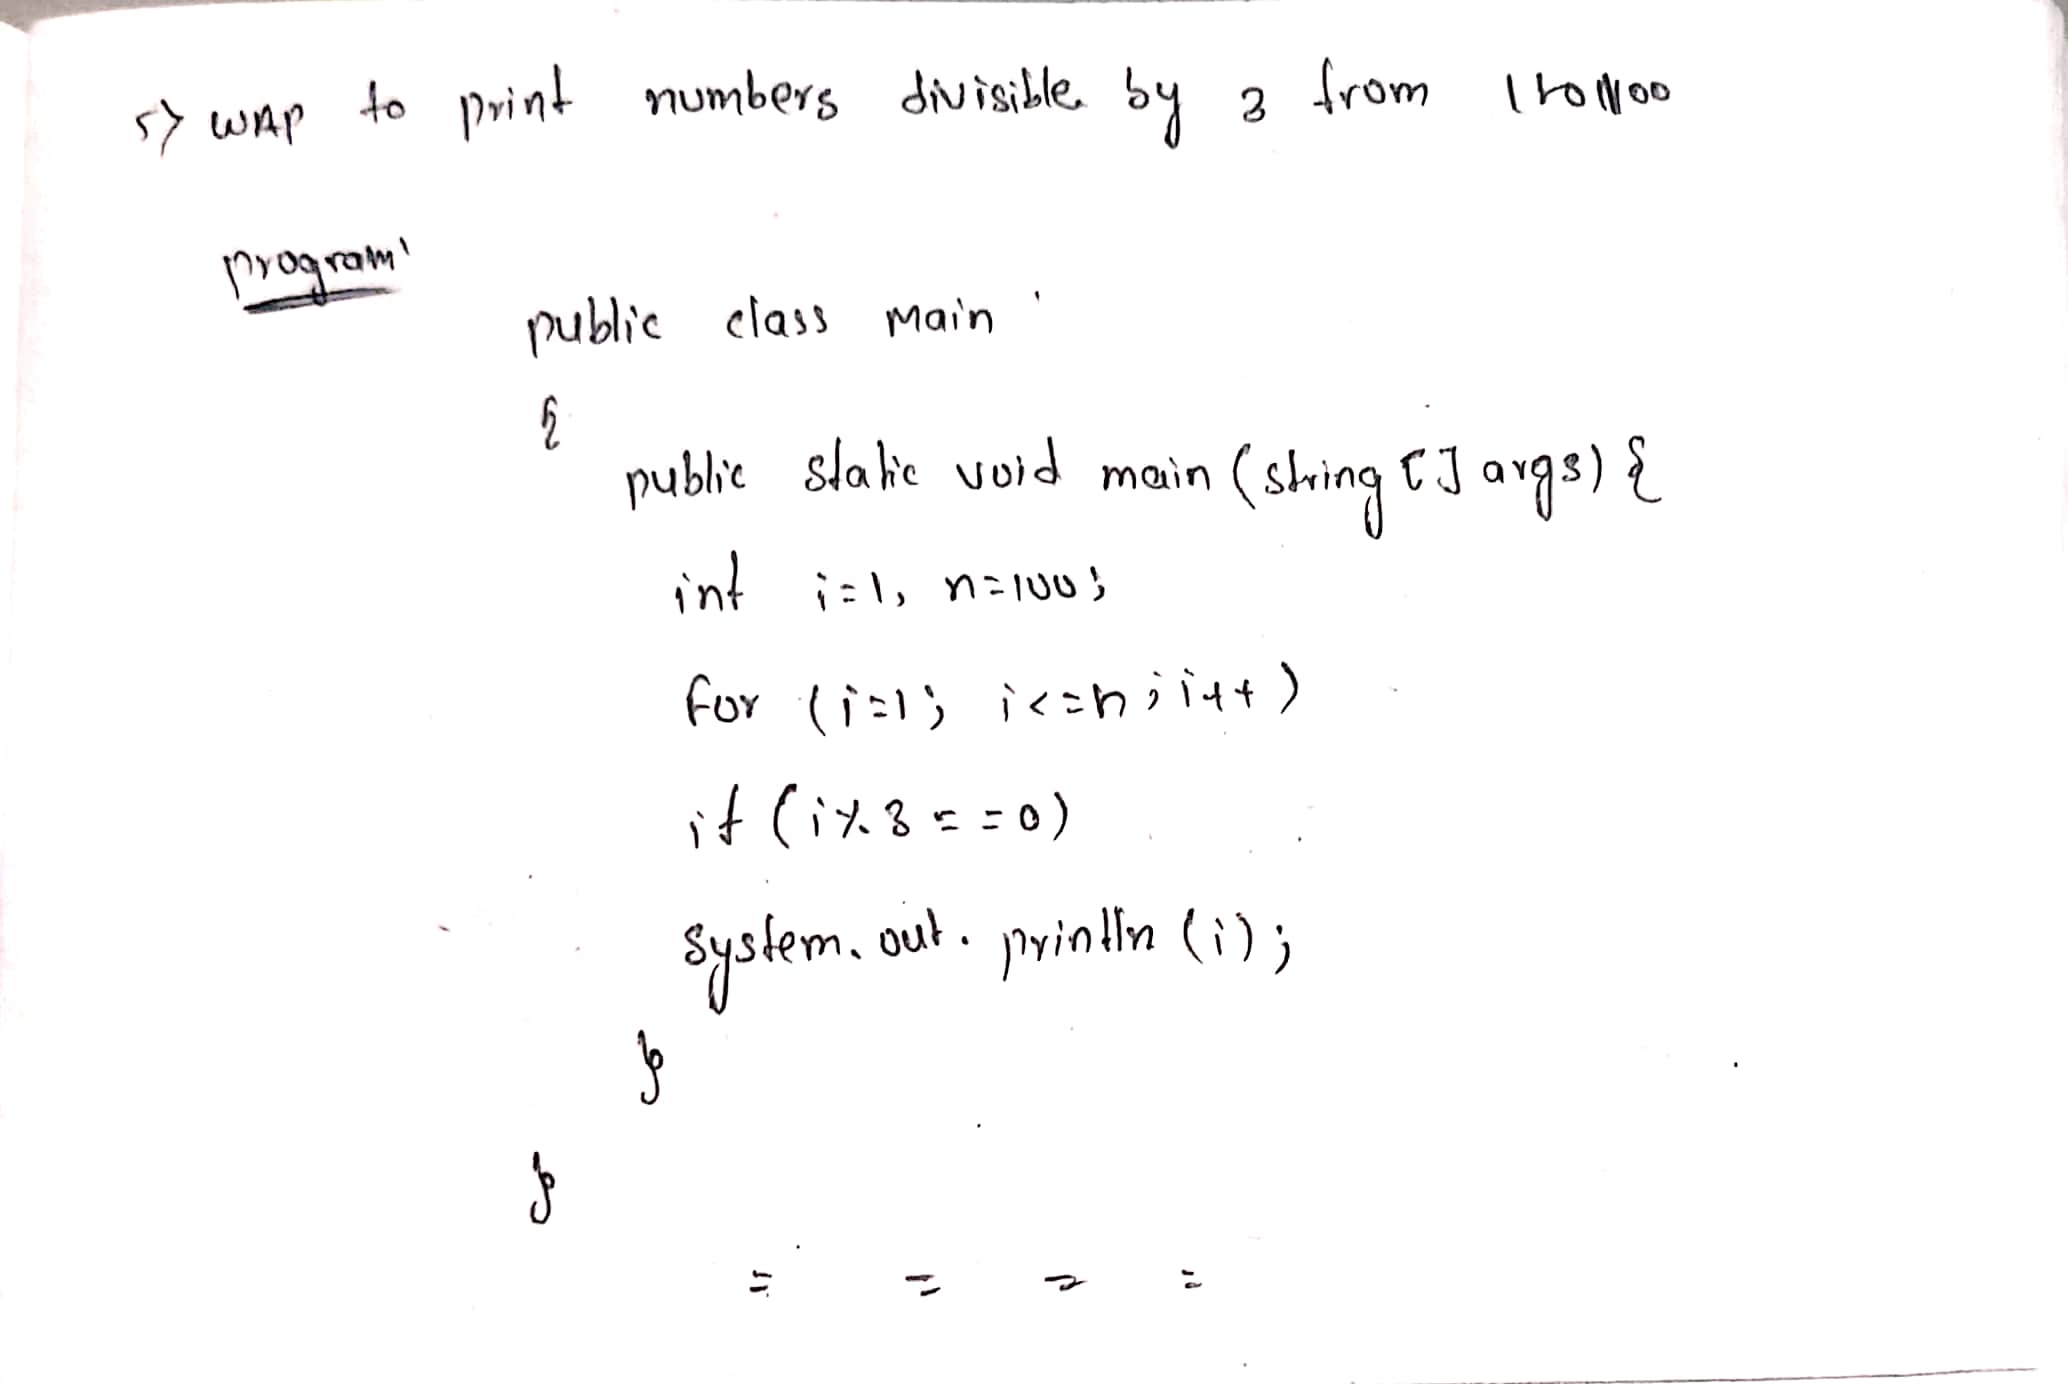 5) WAP to print numbers divisible by 3 from 1 to 100
program:
public class main
{
public static void main (string [] args) {
int i=1, n=100;
for (i=1; i<=n; i++)
if (i%3==0)
system.out.println (i);
}
}
= = = =